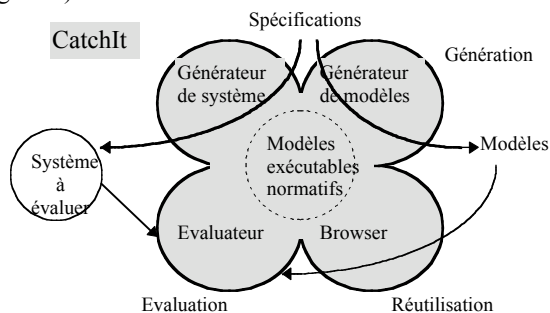 Spécifications
CatchIt
Génération
Générateur
de système
Générateur
de modèles
Modèles
exécutables
normatifs
Modèles
Système
à
évaluer
Evaluateur
Browser
Evaluation
Réutilisation